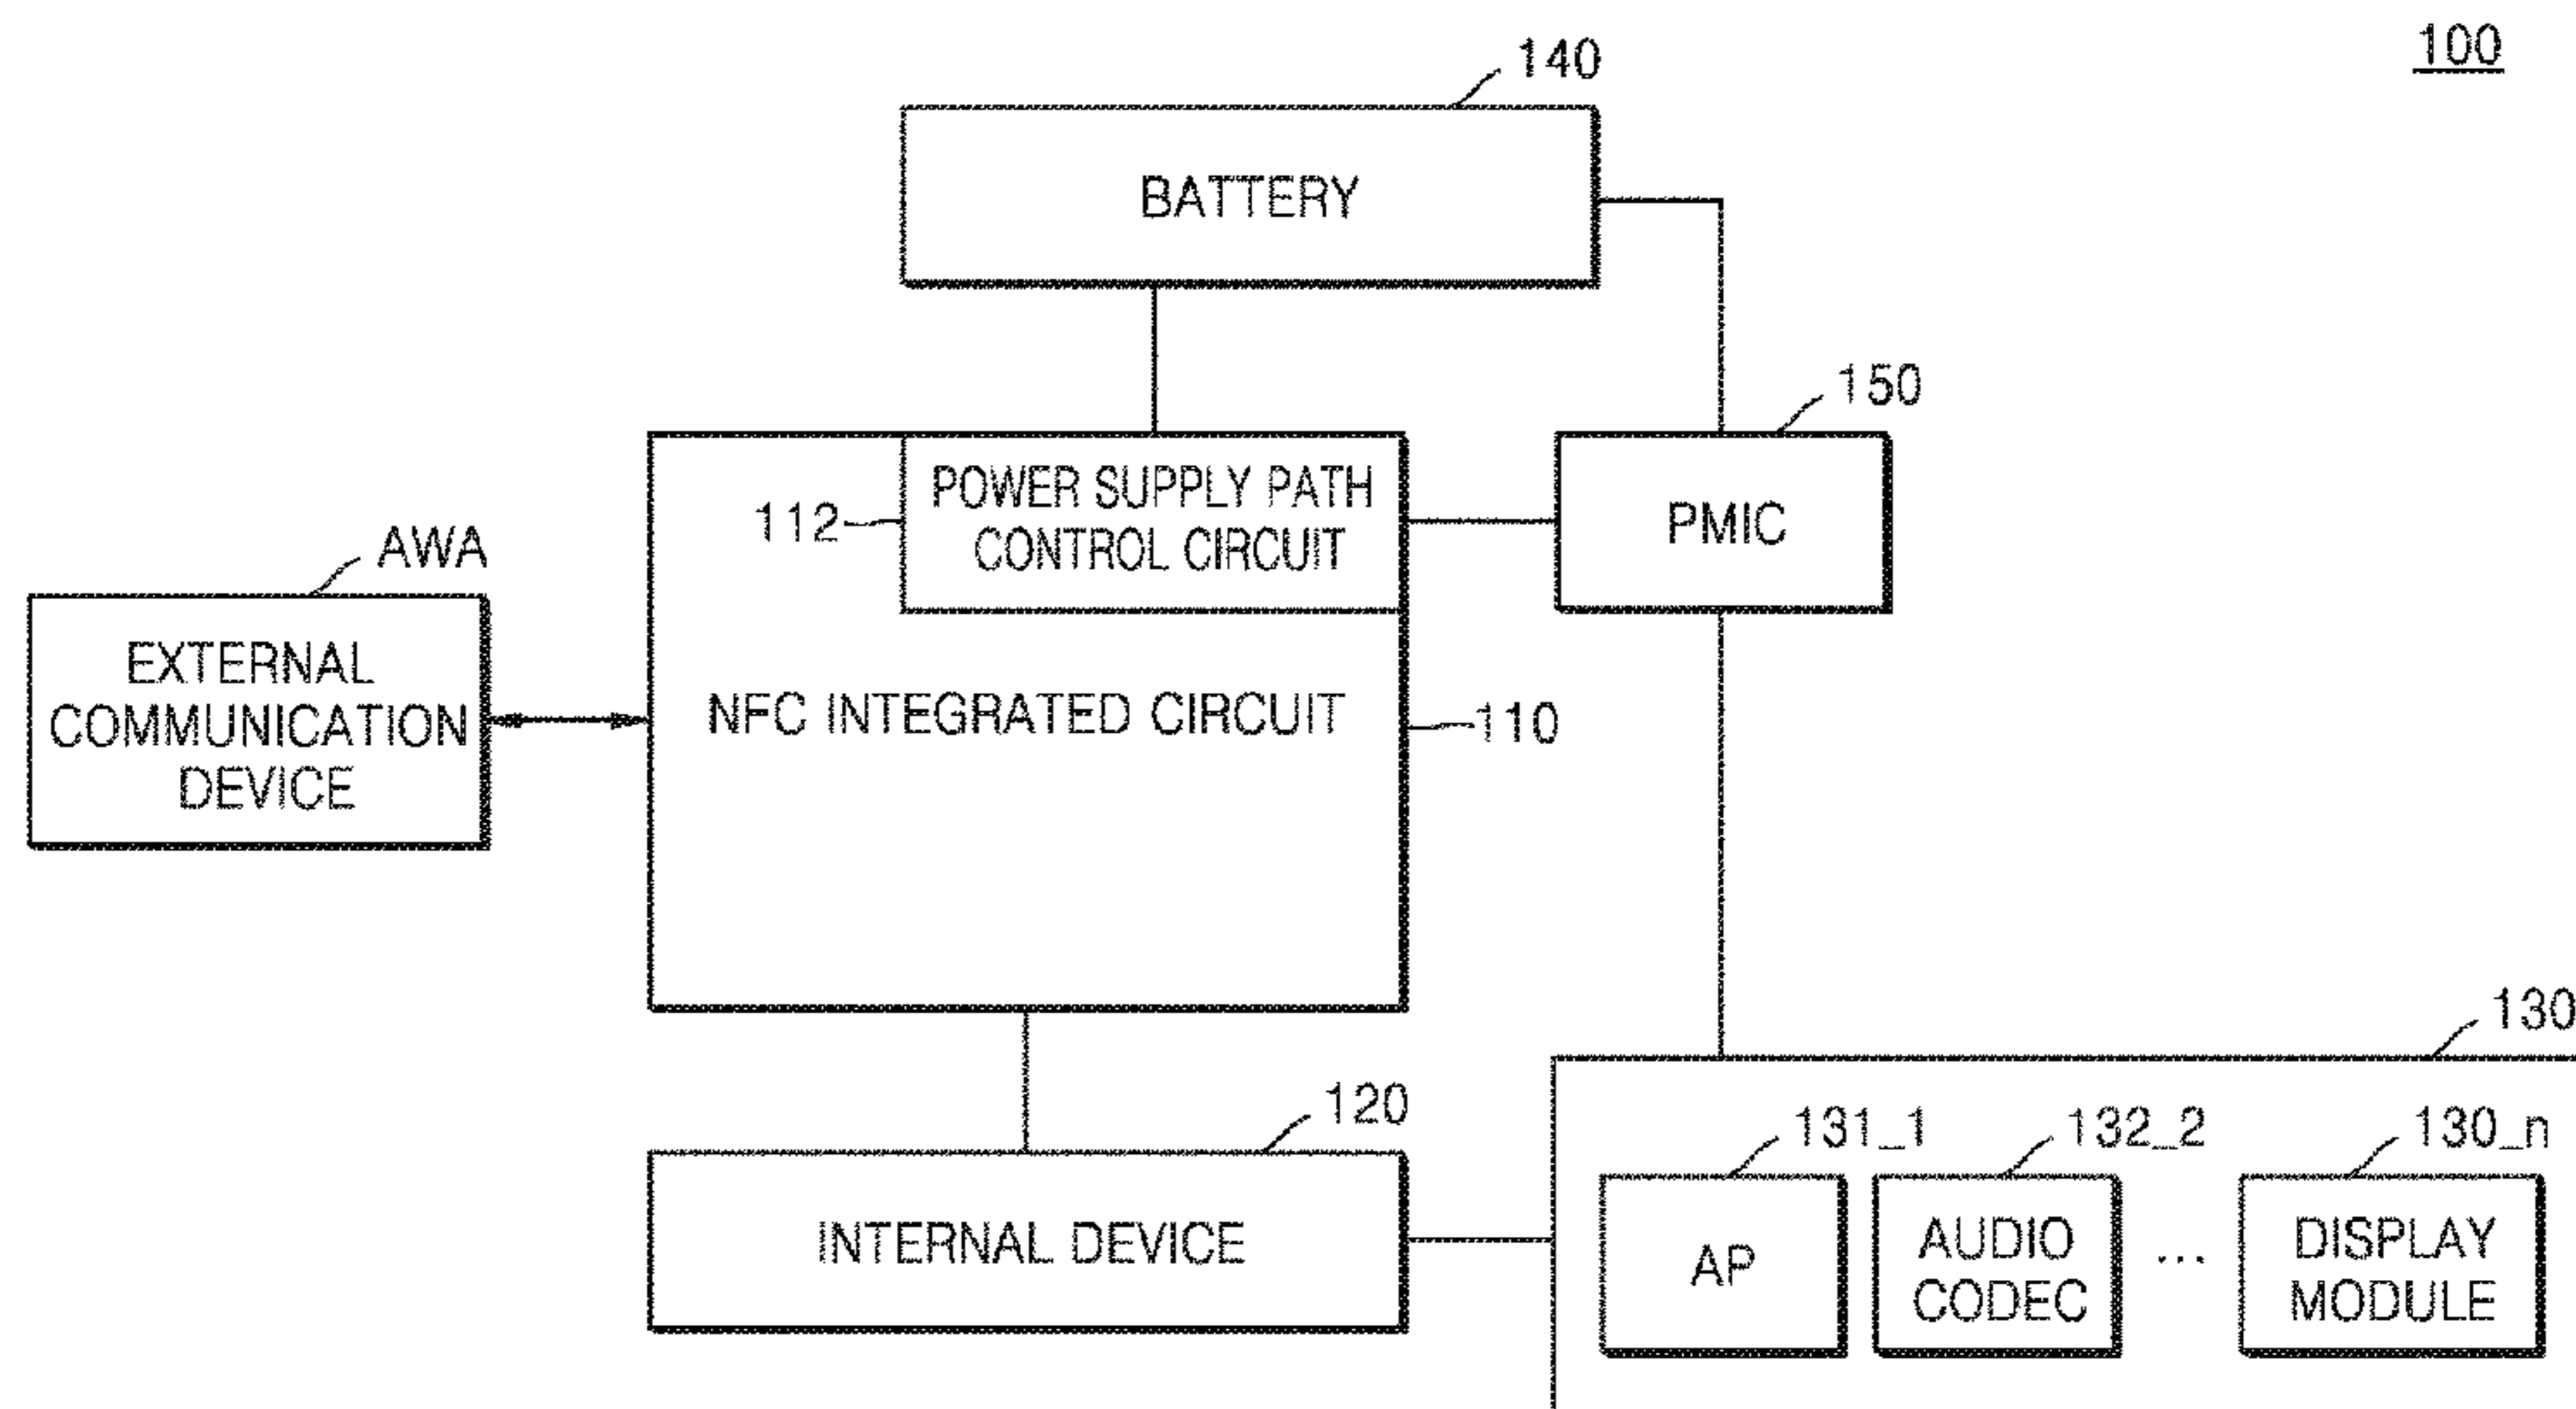 100
140
BATTERY
150
POWER SUPPLY PATH
CONTROL CIRCUIT
112
PMIC
AWA
EXTERNAL
COMMUNICATION
DEVICE
NFC INTEGRATED CIRCUIT
110
130
120
INTERNAL DEVICE
131_1
132_2
130_n
AP
AUDIO
CODEC
...
DISPLAY
MODULE